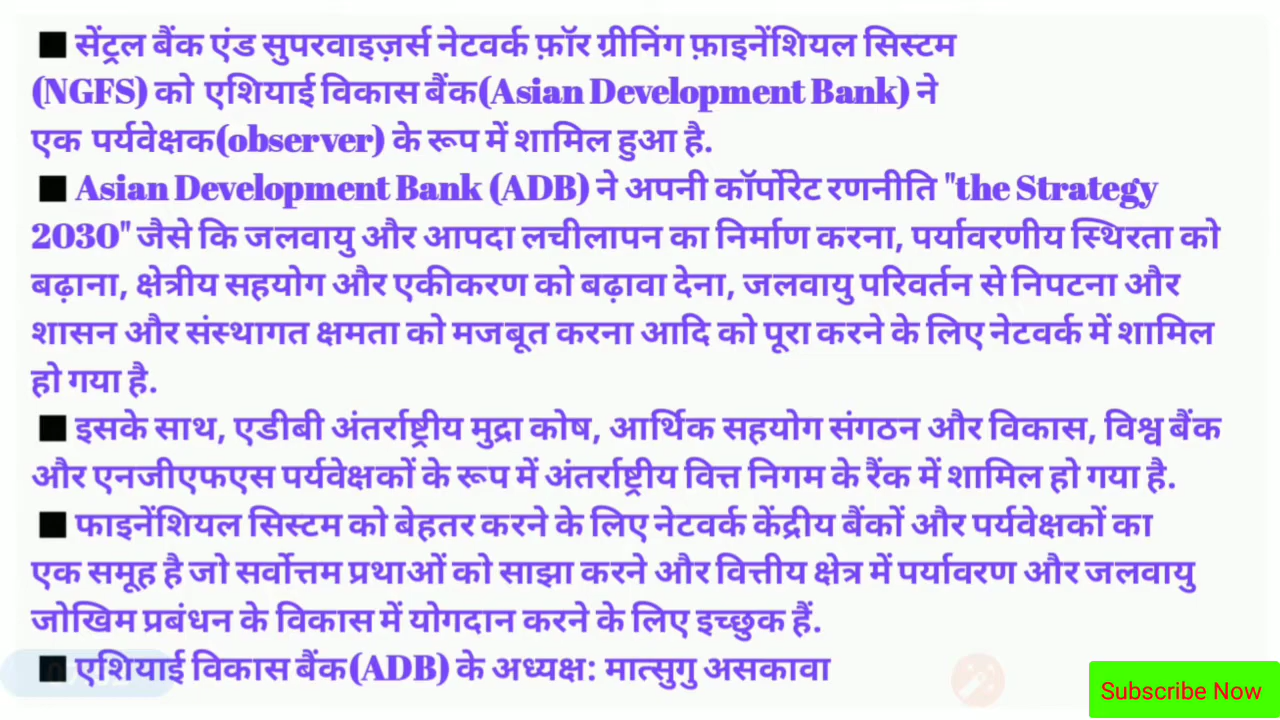 ■ सेंट्रल बैंक एंड सुपरवाइज़र्स नेटवर्क फ़ॉर ग्रीनिंग फ़ाइनेंशियल सिस्टम
(NGFS) को एशियाई विकास बैंक(Asian Development Bank) ने
एक पर्यवेक्षक(observer) के रूप में शामिल हुआ है.
■ Asian Development Bank (ADB) ने अपनी कॉर्पोरेट रणनीति "the Strategy
2030" जैसे कि जलवायु और आपदा लचीलापन का निर्माण करना, पर्यावरणीय स्थिरता को
बढ़ाना, क्षेत्रीय सहयोग और एकीकरण को बढ़ावा देना, जलवायु परिवर्तन से निपटना और
शासन और संस्थागत क्षमता को मजबूत करना आदि को पूरा करने के लिए नेटवर्क में शामिल
हो गया है.
■ इसके साथ, एडीबी अंतर्राष्ट्रीय मुद्रा कोष, आर्थिक सहयोग संगठन और विकास, विश्व बैंक
और एनजीएफएस पर्यवेक्षकों के रूप में अंतर्राष्ट्रीय वित्त निगम के रैंक में शामिल हो गया है.
■ फाइनेंशियल सिस्टम को बेहतर करने के लिए नेटवर्क केंद्रीय बैंकों और पर्यवेक्षकों का
एक समूह है जो सर्वोत्तम प्रथाओं को साझा करने और वित्तीय क्षेत्र में पर्यावरण और जलवायु
जोखिम प्रबंधन के विकास में योगदान करने के लिए इच्छुक हैं.
■ एशियाई विकास बैंक(ADB) के अध्यक्ष: मात्सुगु असकावा
Subscribe Now